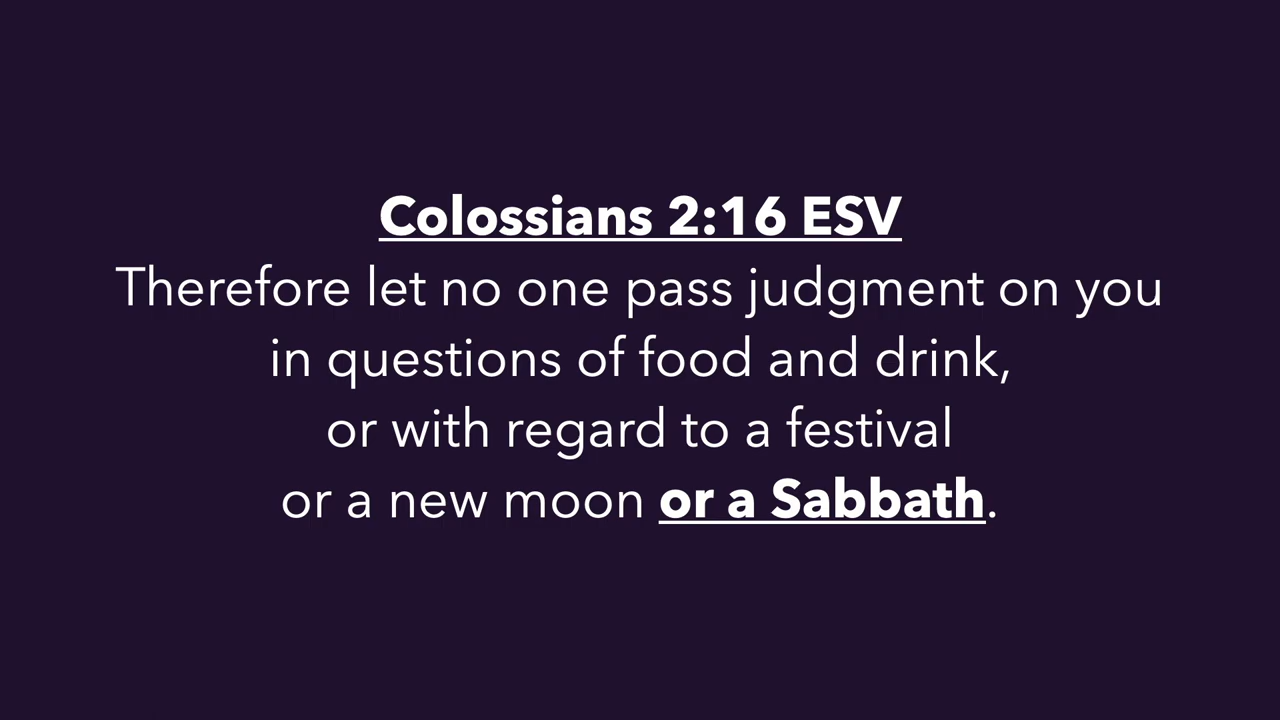 Colossians 2:16 ESV
Therefore let no one pass judgment on you
in questions of food and drink,
or with regard to a festival
or a new moon or a Sabbath.